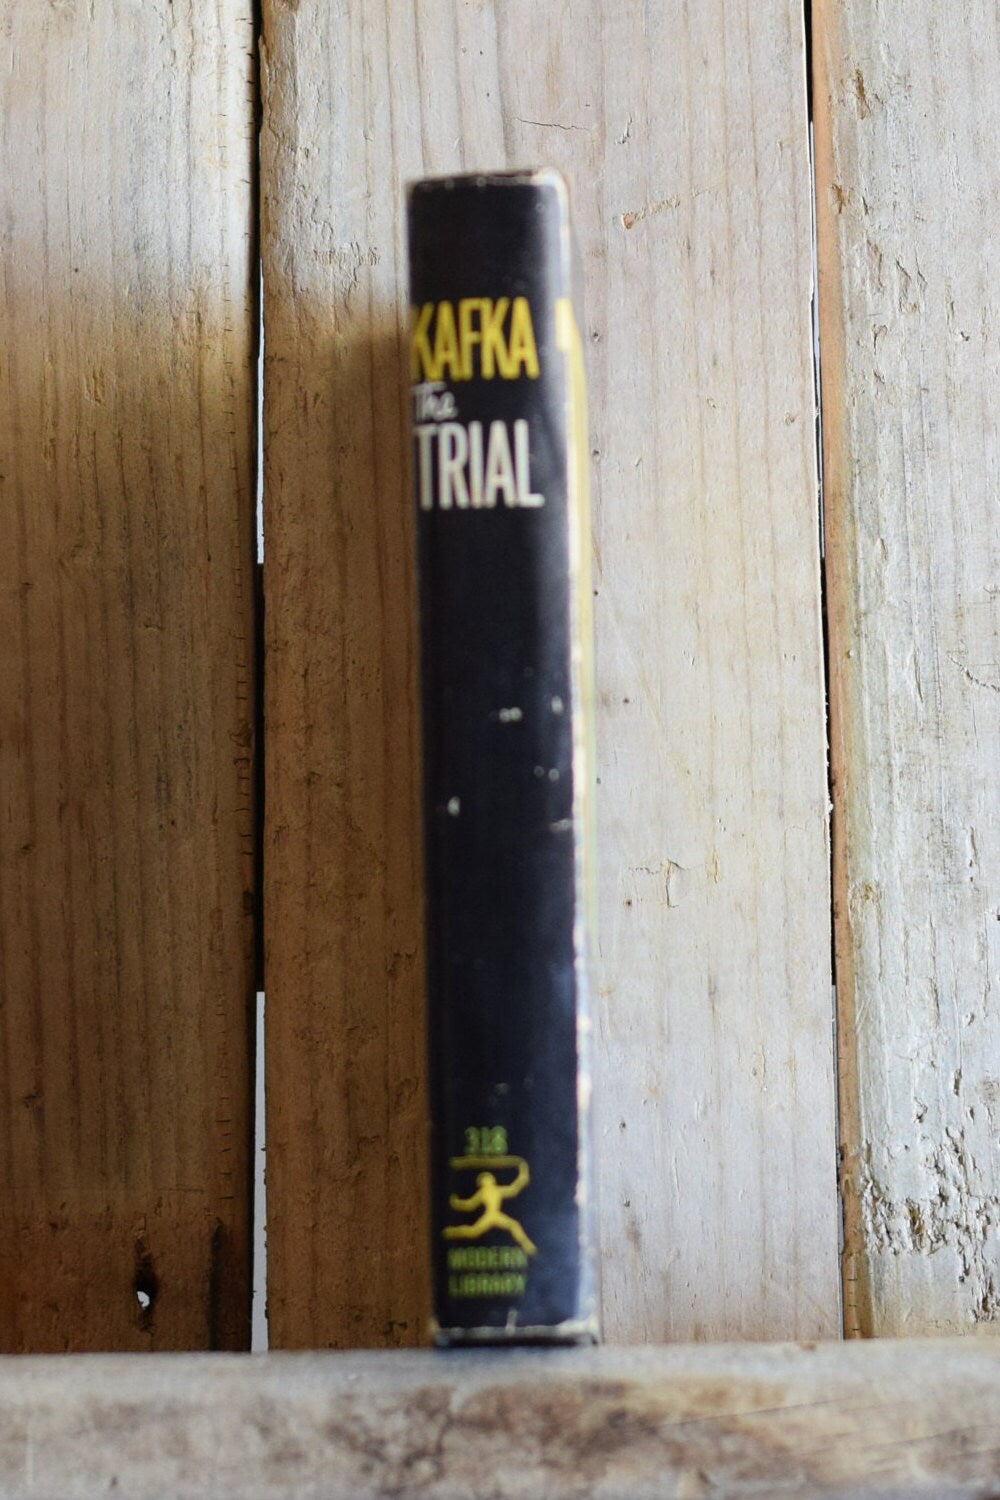 KAFKA
The
TRIAL
318
MODERN
LIBRARY